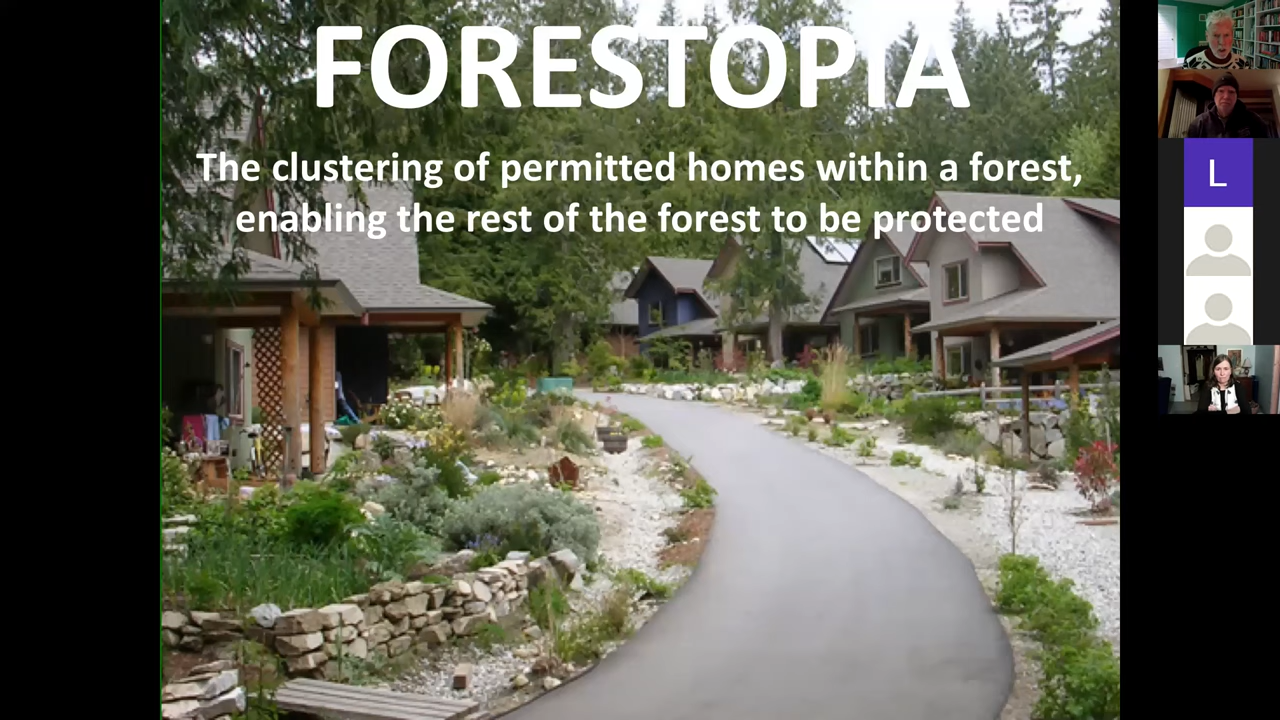 FORESTOPIA
The clustering of permitted homes within a forest,
enabling the rest of the forest to be protected
L